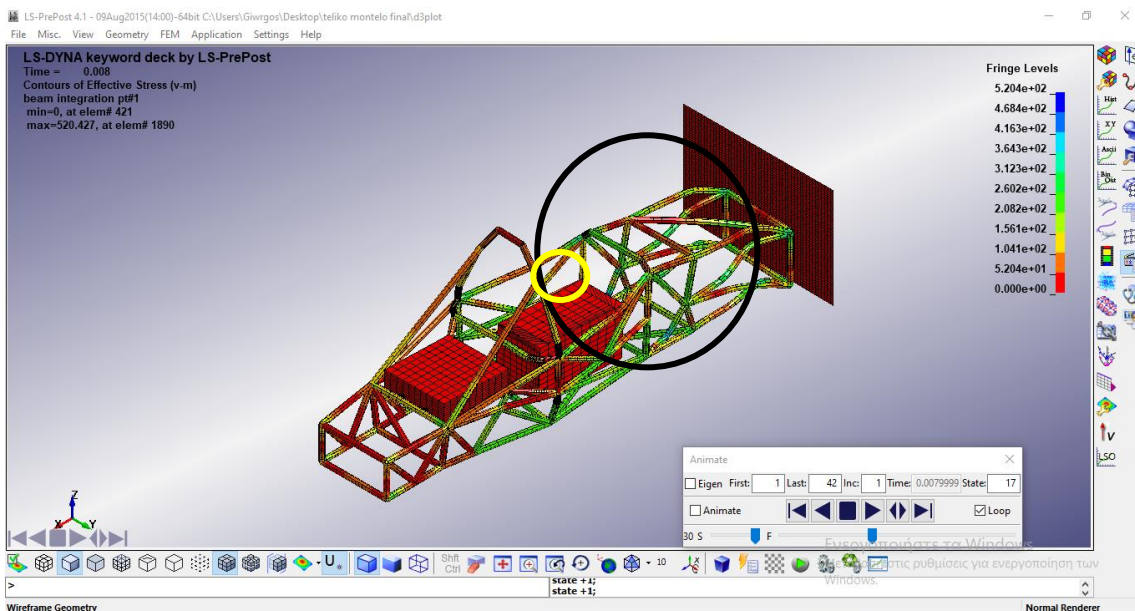 LS-PrePost 4.1 - 09Aug2015(14:00)-64bit C:\Users\Giwrgos\Desktop\teliko montelo final\d3plot
File Misc. View Geometry FEM Application Settings Help
LS-DYNA keyword deck by LS-PrePost
Time = 0.008
Contours of Effective Stress (v-m)
beam integration pt#1
min=0, at elem# 421
max=520.427, at elem# 1890
Fringe Levels
5.204e+02
4.684e+02
4.163e+02
3.643e+02
3.123e+02
2.602e+02
2.082e+02
1.561e+02
1.041e+02
5.204e+01
0.000e+00
Hist
X Y
Ascii
Bin
Out
V
LSO
Z
X
Y
Animate
Eigen First: 1 Last: 42 Inc: 1 Time: 0.0079999 State: 17
Animate Loop
30 S F
Ενεργοποιήστε τα Windows
στις ρυθμίσεις για ενεργοποίηση των
Windows.
U
Shft
Ctrl
10
>
state +1;
state +1;
Wireframe Geometry
Normal Renderer